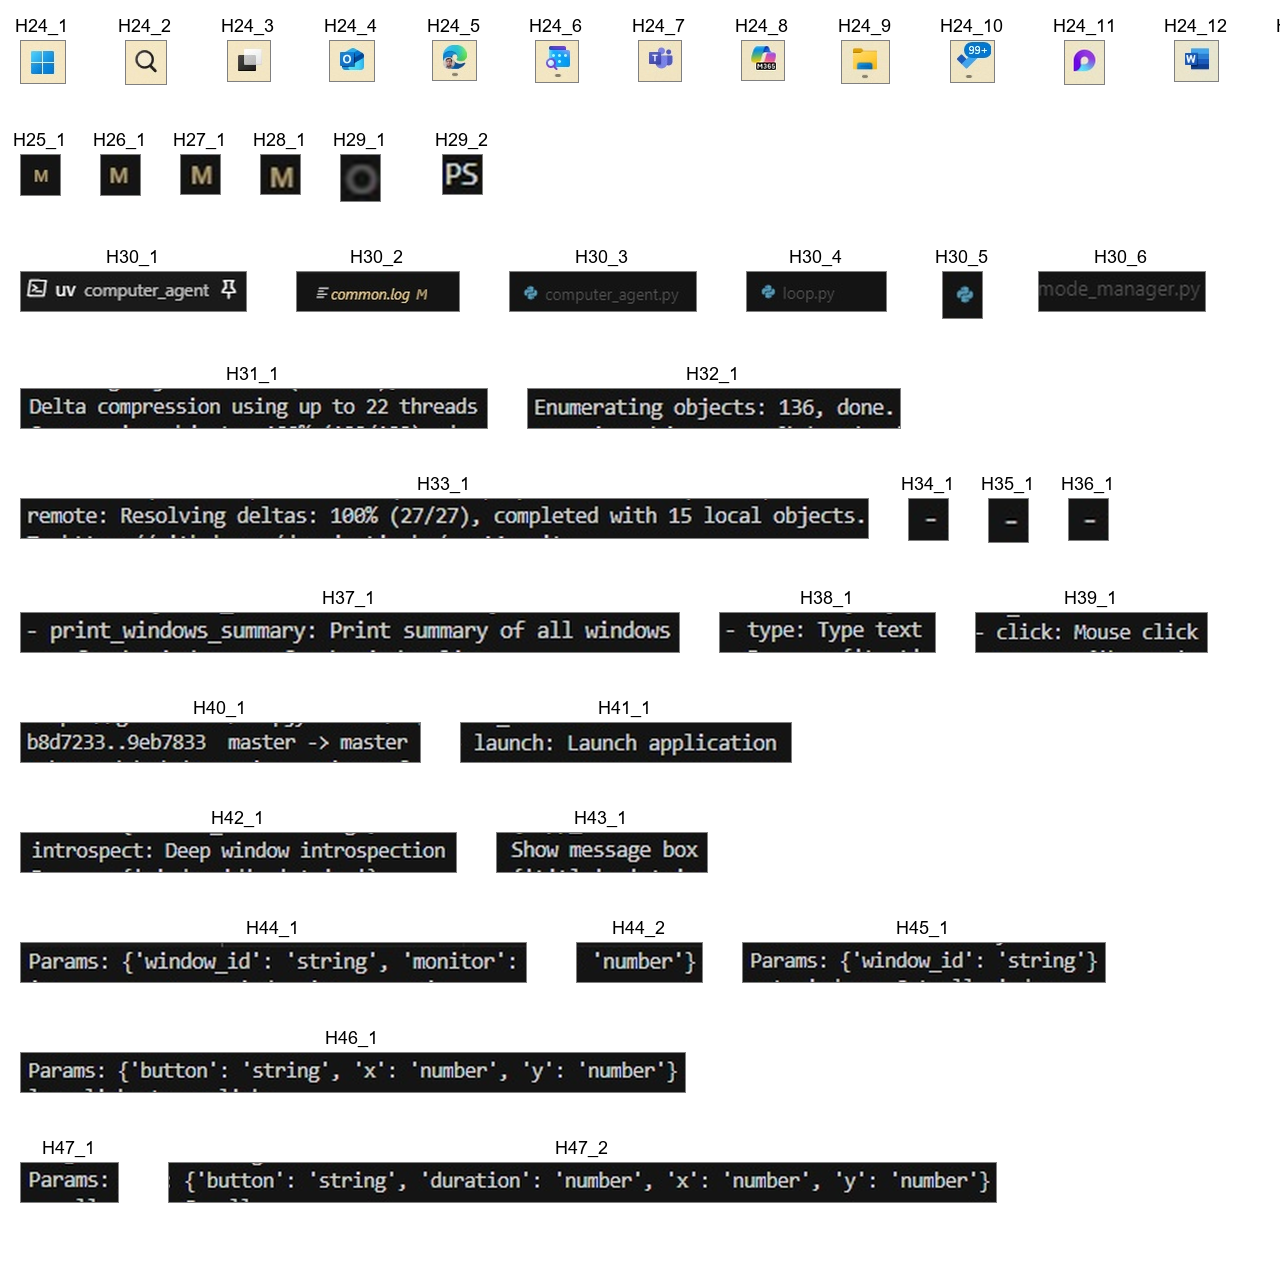 H24_1 H24_2 H24_3 H24_4 H24_5 H24_6 H24_7 H24_8 H24_9 H24_10 H24_11 H24_12
M365 99+
H25_1 H26_1 H27_1 H28_1 H29_1 H29_2
M M M M PS
H30_1 H30_2 H30_3 H30_4 H30_5 H30_6
uv computer_agent common.log M computer_agent.py loop.py mode_manager.py
H31_1 H32_1
Delta compression using up to 22 threads Enumerating objects: 136, done.
H33_1 H34_1 H35_1 H36_1
remote: Resolving deltas: 100% (27/27), completed with 15 local objects. - - -
H37_1 H38_1 H39_1
- print_windows_summary: Print summary of all windows - type: Type text - click: Mouse click
H40_1 H41_1
b8d7233..9eb7833 master -> master launch: Launch application
H42_1 H43_1
introspect: Deep window introspection Show message box
H44_1 H44_2 H45_1
Params: {'window_id': 'string', 'monitor': 'number'} Params: {'window_id': 'string'}
H46_1
Params: {'button': 'string', 'x': 'number', 'y': 'number'}
H47_1 H47_2
Params: {'button': 'string', 'duration': 'number', 'x': 'number', 'y': 'number'}